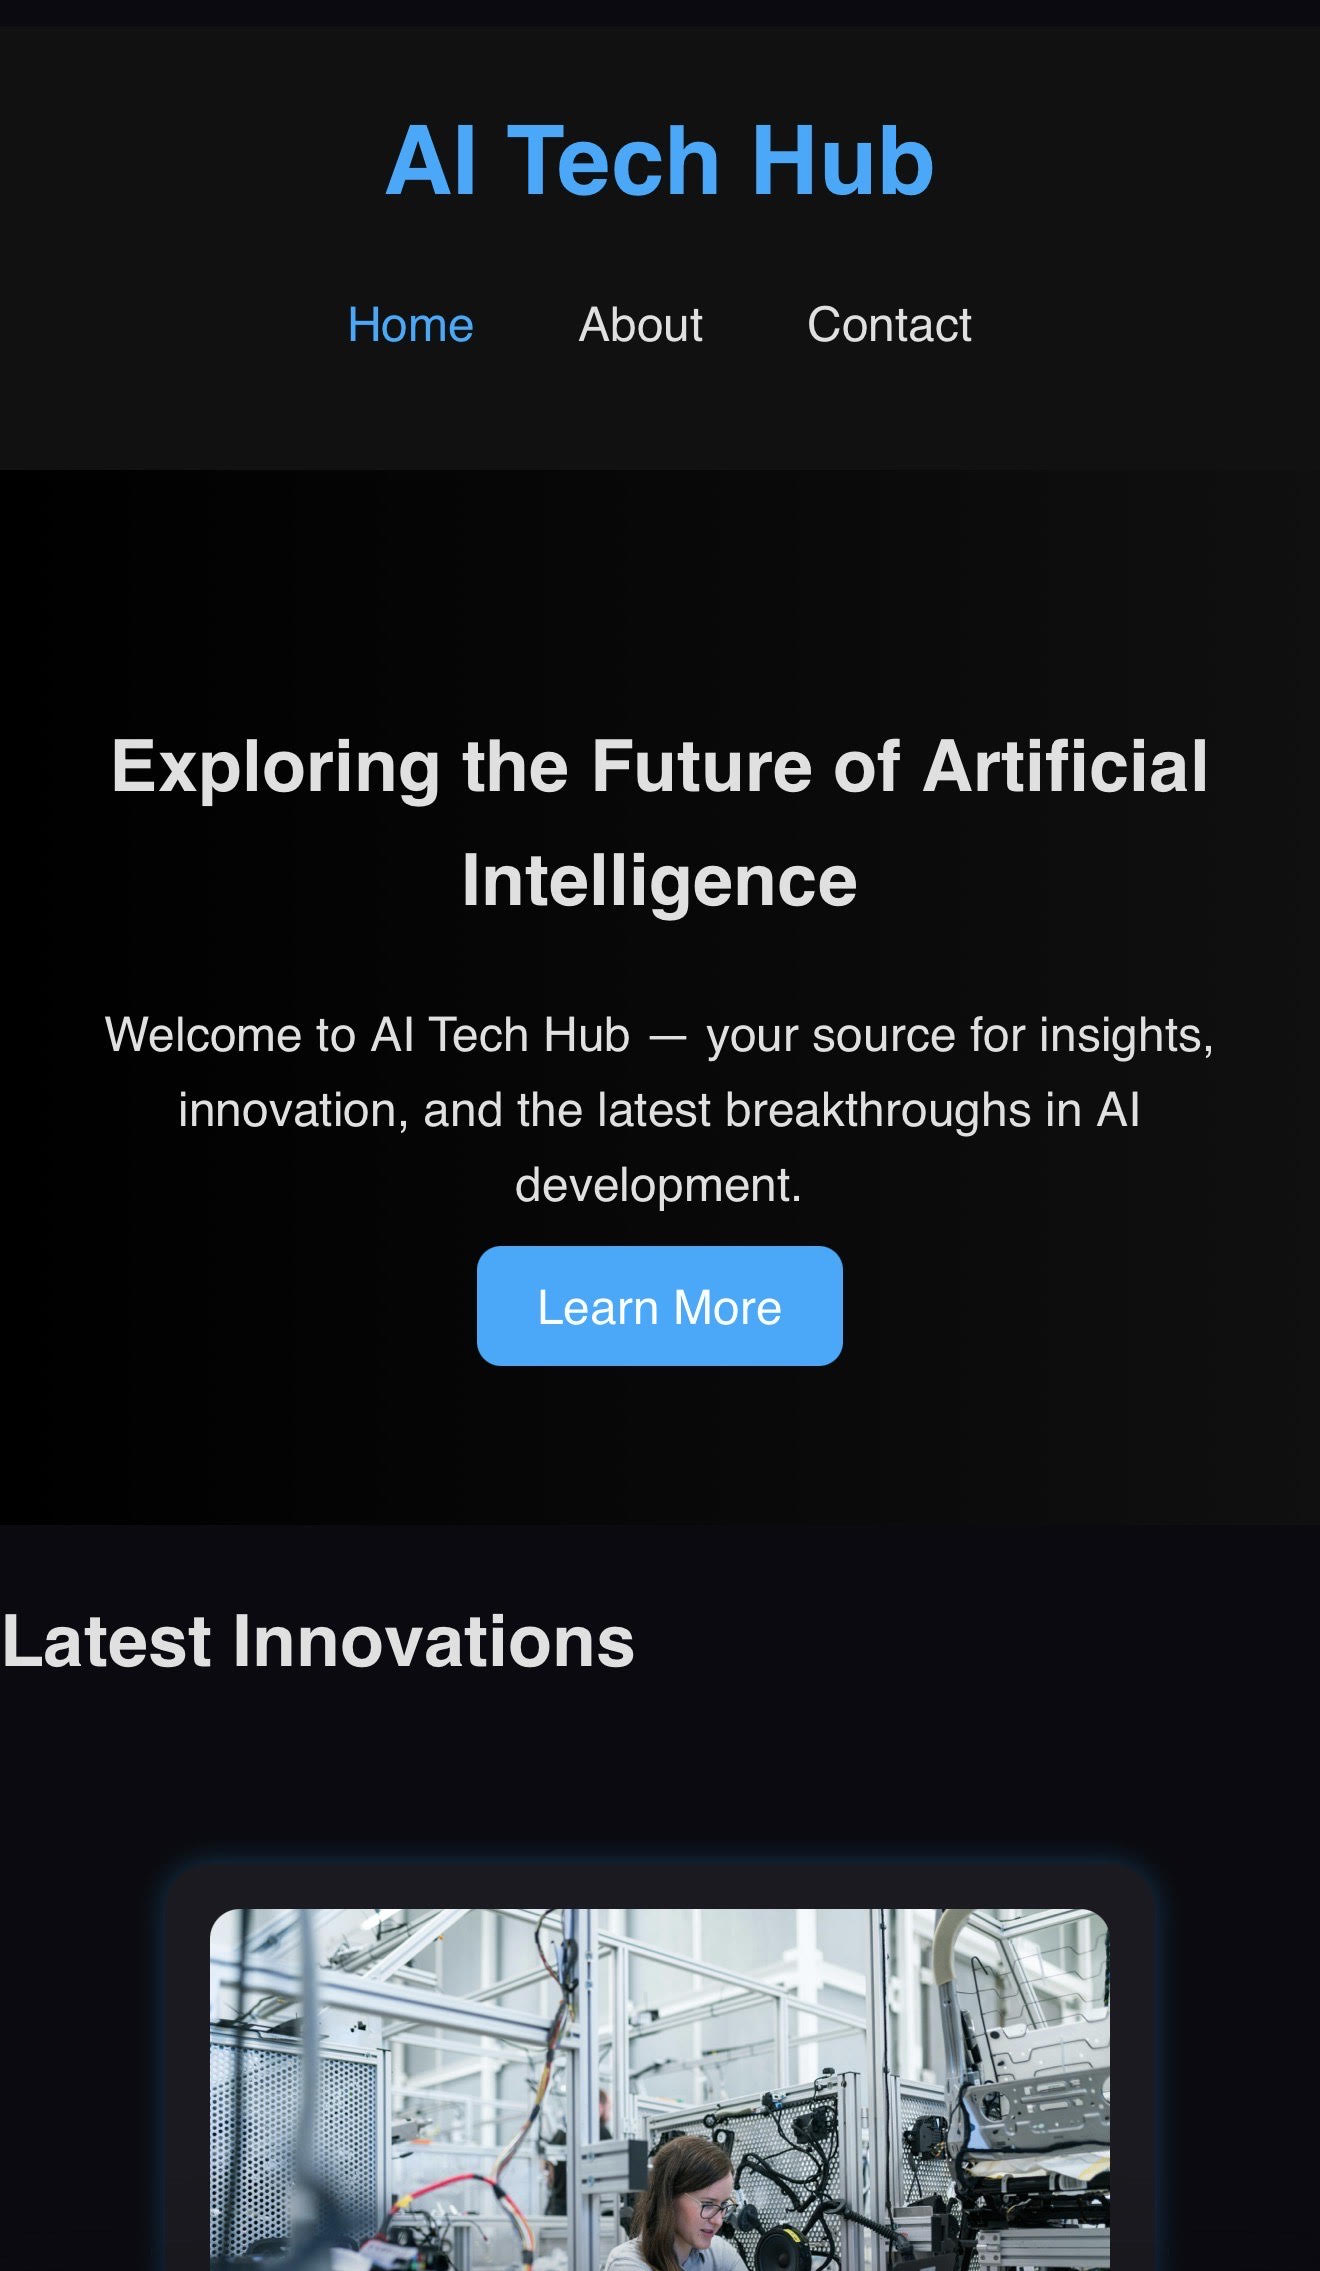 AI Tech Hub
Home About Contact
Exploring the Future of Artificial
Intelligence
Welcome to AI Tech Hub — your source for insights,
innovation, and the latest breakthroughs in AI
development.
Learn More
Latest Innovations